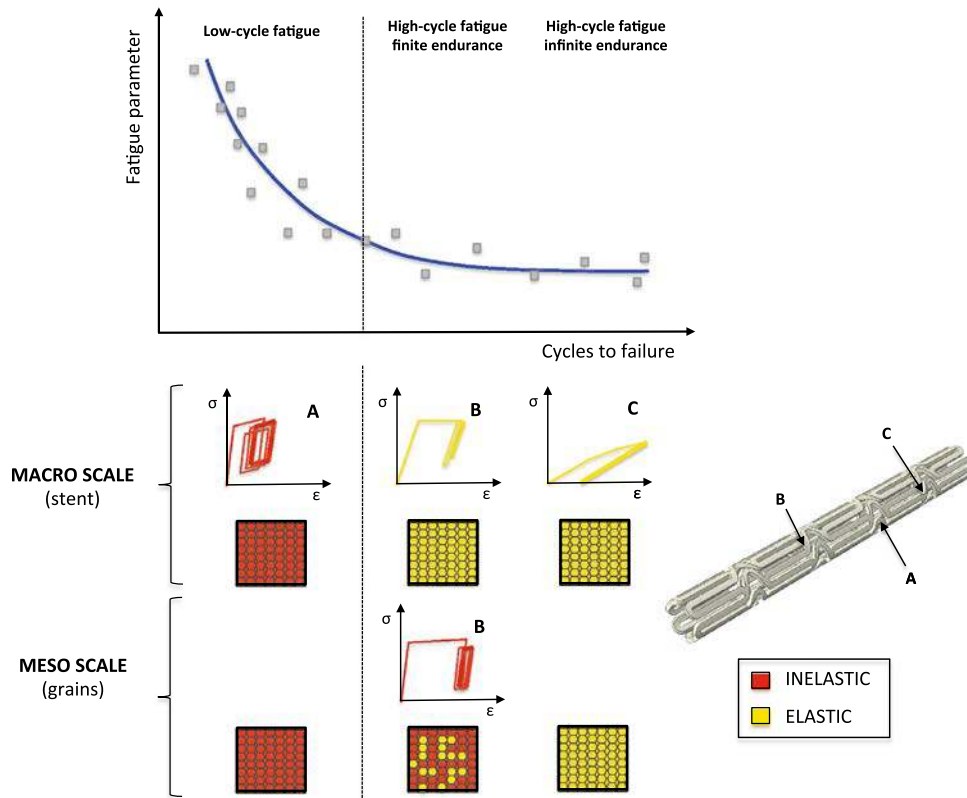 Low-cycle fatigue
High-cycle fatigue
finite endurance
High-cycle fatigue
infinite endurance
Fatigue parameter
Cycles to failure
MACRO SCALE
(stent)
σ
A
ε
σ
B
ε
σ
C
ε
C
B
A
MESO SCALE
(grains)
σ
B
ε
INELASTIC
ELASTIC